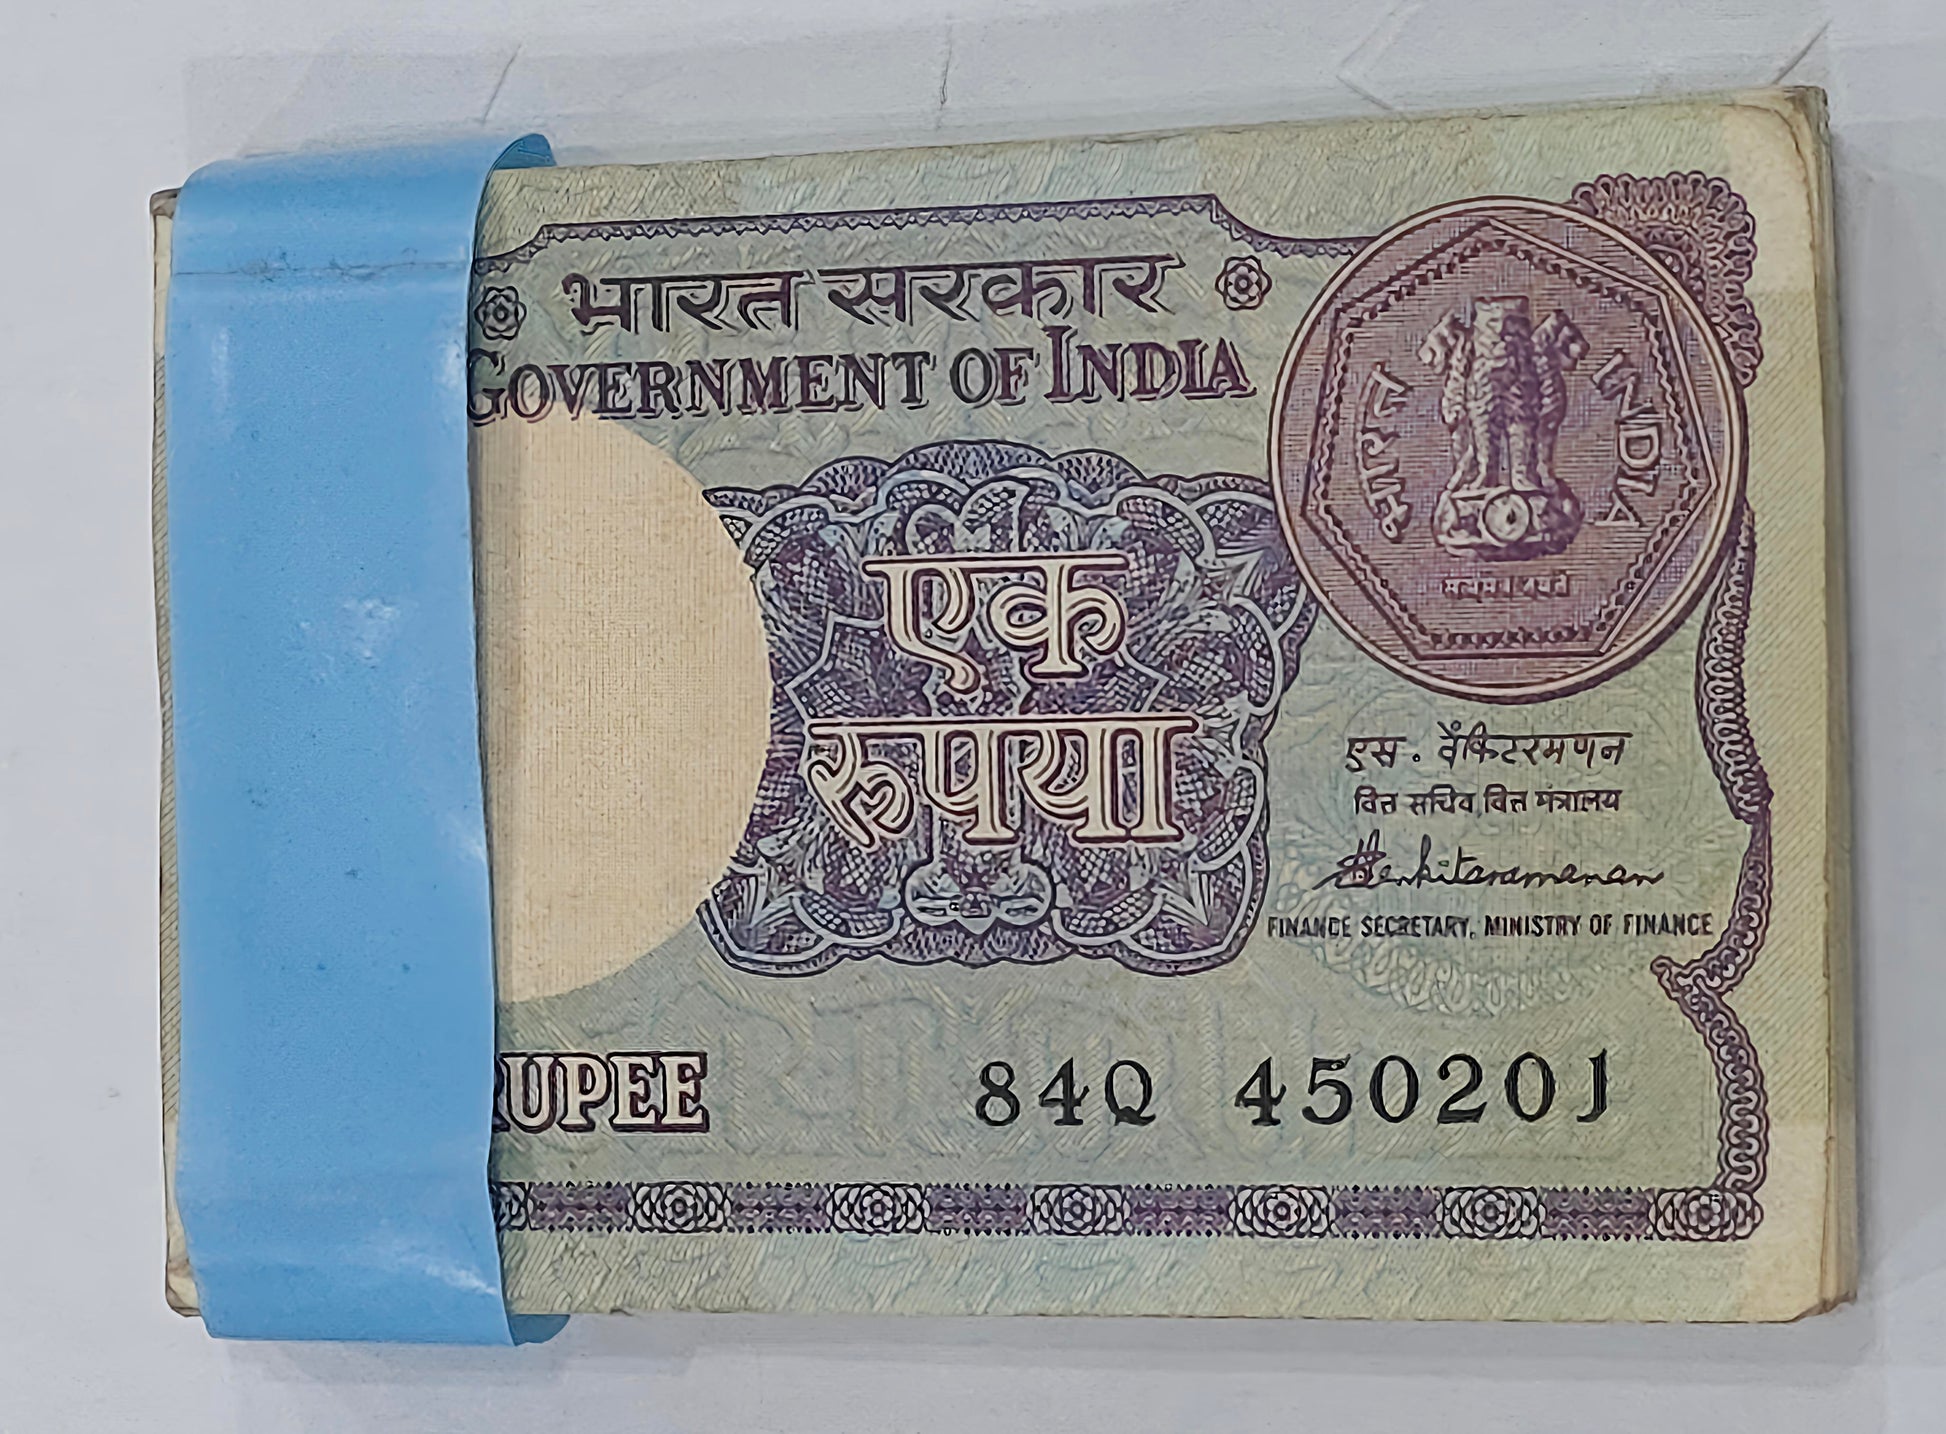 भारत सरकार
GOVERNMENT OF INDIA
भारत
INDIA
एक
रुपया
एस. वेंकिटरमणन
वित्त सचिव, वित्त मंत्रालय
FINANCE SECRETARY, MINISTRY OF FINANCE
RUPEE
84Q 450201